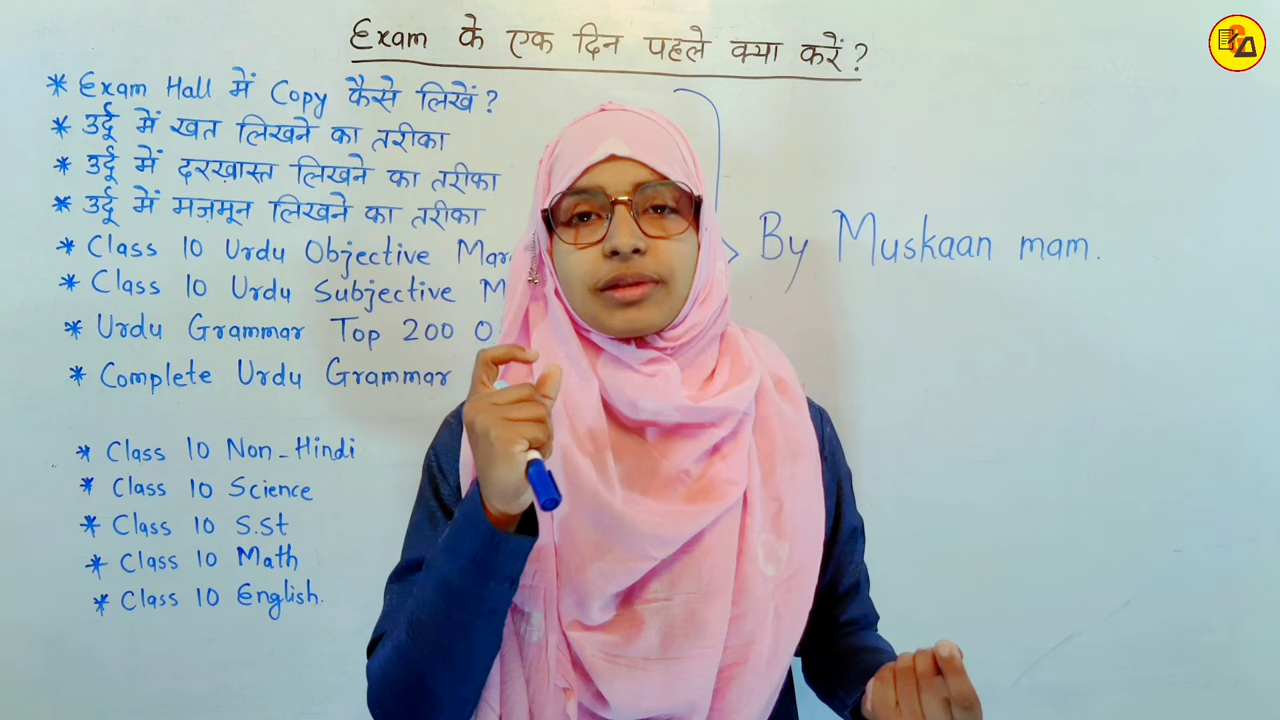 Exam के एक दिन पहले क्या करें?
* Exam Hall में Copy कैसे लिखें?
* उर्दू में खत लिखने का तरीका
* उर्दू में दरख़ास्त लिखने का तरीका
* उर्दू में मज़मून लिखने का तरीका
* Class 10 Urdu Objective
* Class 10 Urdu Subjective
* Urdu Grammar Top 200
* Complete Urdu Grammar
By Muskaan mam.
* Class 10 Non-Hindi
* Class 10 Science
* Class 10 S.St
* Class 10 Math
* Class 10 English.